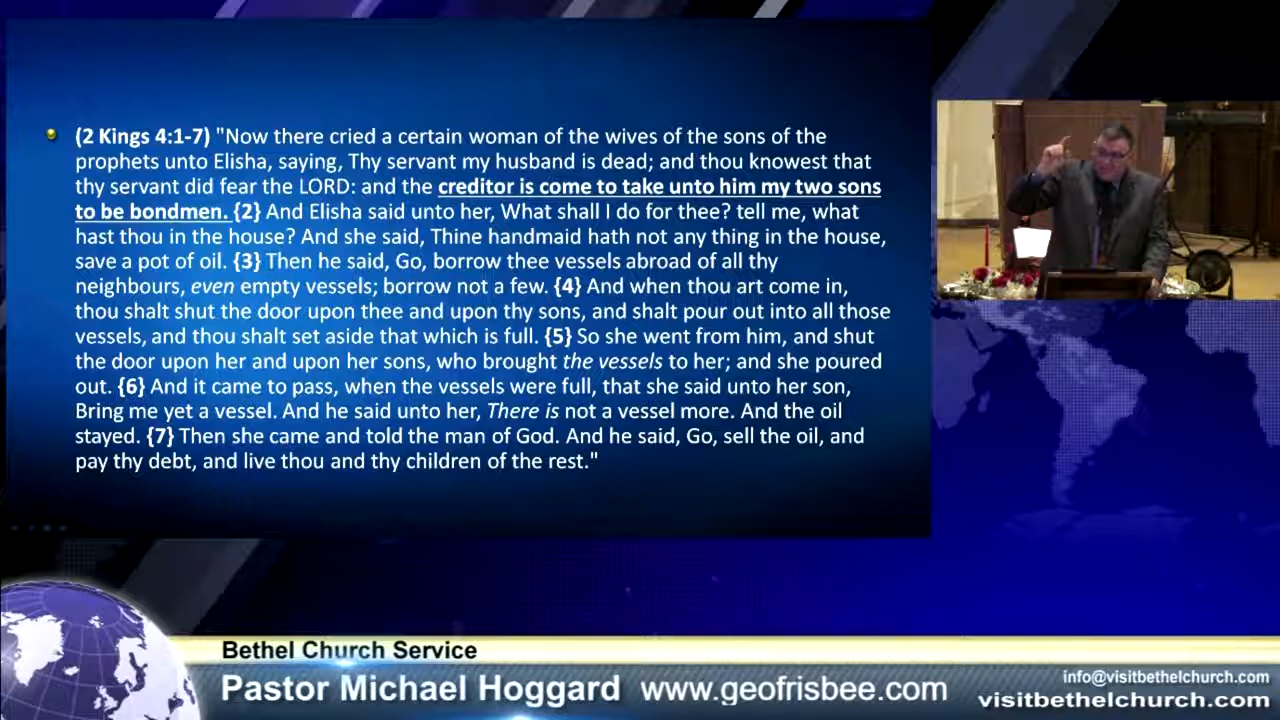 (2 Kings 4:1-7) "Now there cried a certain woman of the wives of the sons of the
prophets unto Elisha, saying, Thy servant my husband is dead; and thou knowest that
thy servant did fear the LORD: and the creditor is come to take unto him my two sons
to be bondmen. {2} And Elisha said unto her, What shall I do for thee? tell me, what
hast thou in the house? And she said, Thine handmaid hath not any thing in the house,
save a pot of oil. {3} Then he said, Go, borrow thee vessels abroad of all thy
neighbours, even empty vessels; borrow not a few. {4} And when thou art come in,
thou shalt shut the door upon thee and upon thy sons, and shalt pour out into all those
vessels, and thou shalt set aside that which is full. {5} So she went from him, and shut
the door upon her and upon her sons, who brought the vessels to her; and she poured
out. {6} And it came to pass, when the vessels were full, that she said unto her son,
Bring me yet a vessel. And he said unto her, There is not a vessel more. And the oil
stayed. {7} Then she came and told the man of God. And he said, Go, sell the oil, and
pay thy debt, and live thou and thy children of the rest."
Bethel Church Service
Pastor Michael Hoggard www.geofrisbee.com
info@visitbethelchurch.com
visitbethelchurch.com